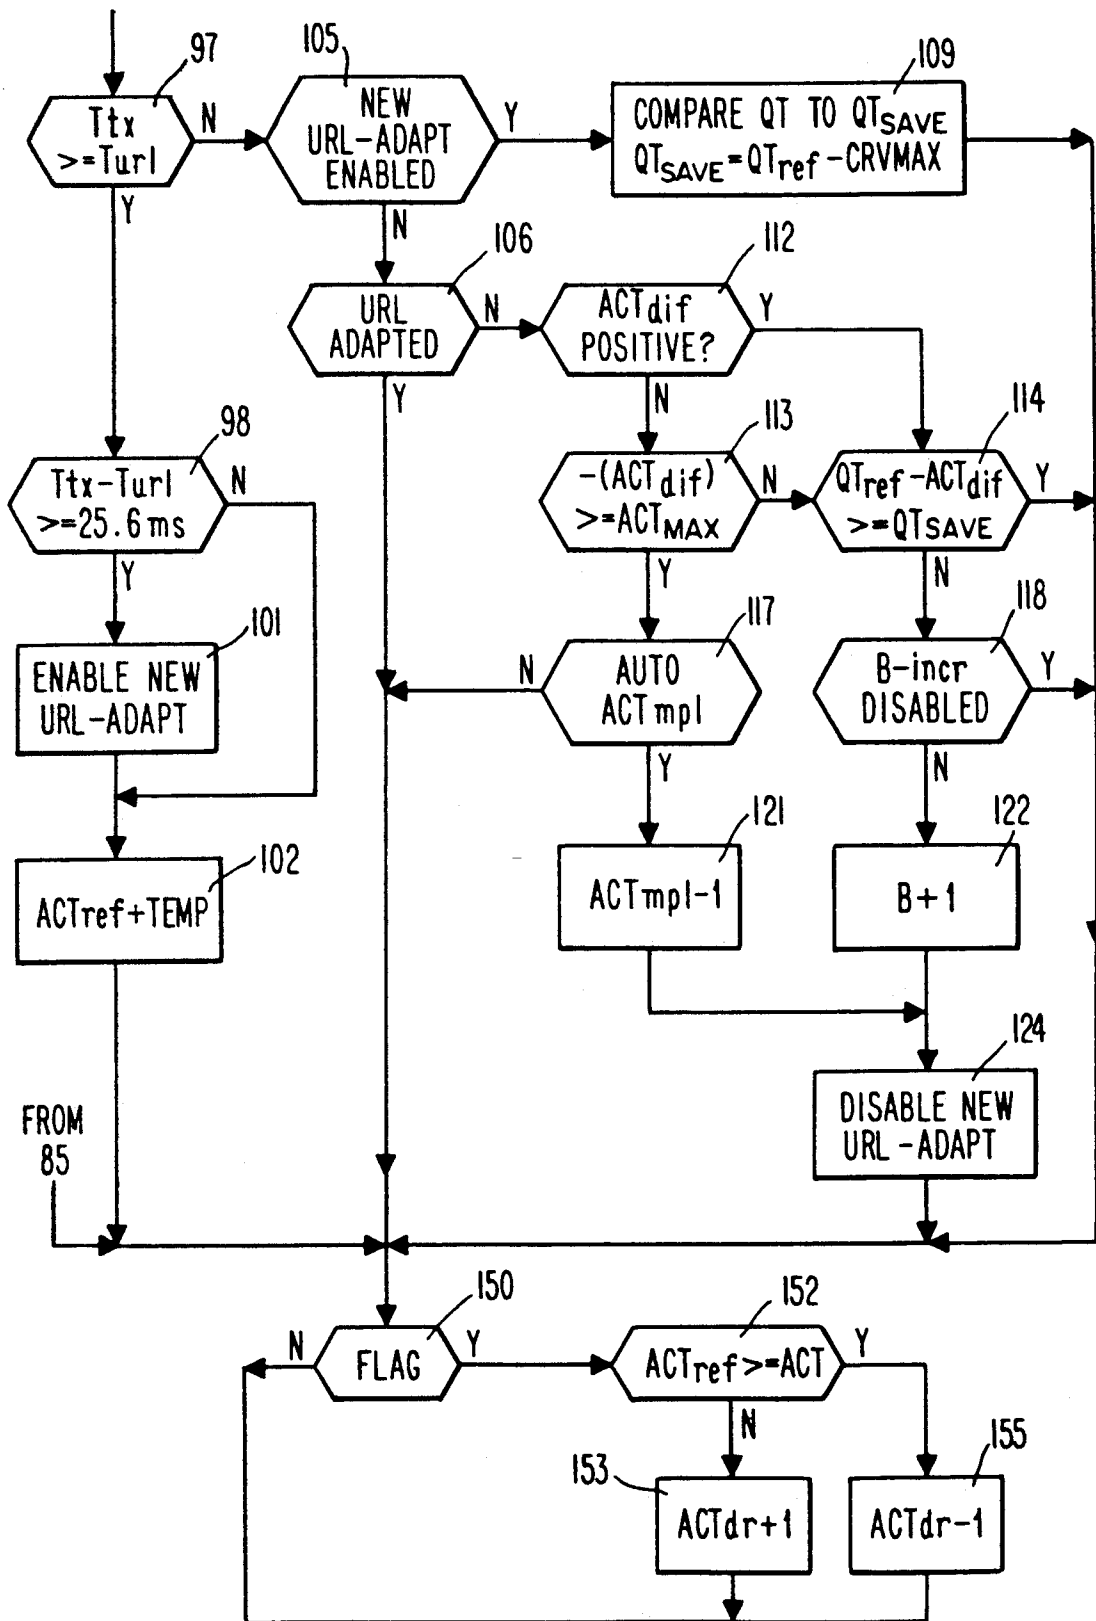 97
Ttx
>=Turl
N
Y
105
NEW
URL-ADAPT
ENABLED
Y
N
109
COMPARE QT TO QTSAVE
QTSAVE=QTref-CRVMAX
106
URL
ADAPTED
N
Y
112
ACTdif
POSITIVE?
Y
N
98
Ttx-Turl
>=25.6ms
N
Y
113
-(ACTdif)
>=ACTMAX
N
Y
114
QTref-ACTdif
>=QTSAVE
Y
N
101
ENABLE NEW
URL-ADAPT
117
AUTO
ACTmpl
N
Y
118
B-incr
DISABLED
Y
N
102
ACTref+TEMP
121
ACTmpl-1
122
B+1
124
DISABLE NEW
URL-ADAPT
FROM
85
150
FLAG
N
Y
152
ACTref>=ACT
Y
N
153
ACTdr+1
155
ACTdr-1